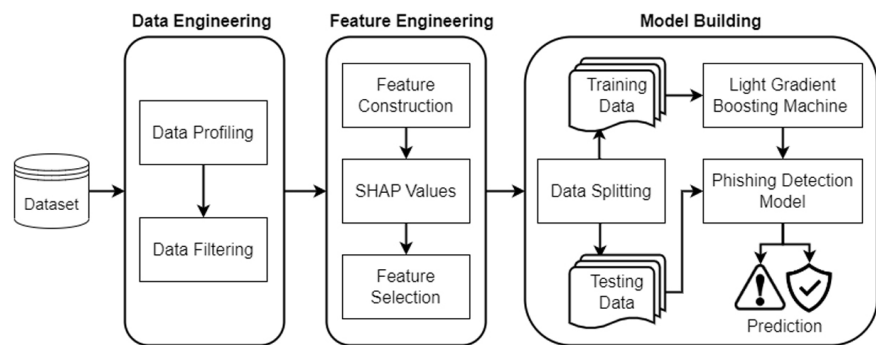 Data Engineering
Feature Engineering
Model Building
Dataset
Data Profiling
Data Filtering
Feature
Construction
SHAP Values
Feature
Selection
Data Splitting
Training
Data
Testing
Data
Light Gradient
Boosting Machine
Phishing Detection
Model
Prediction